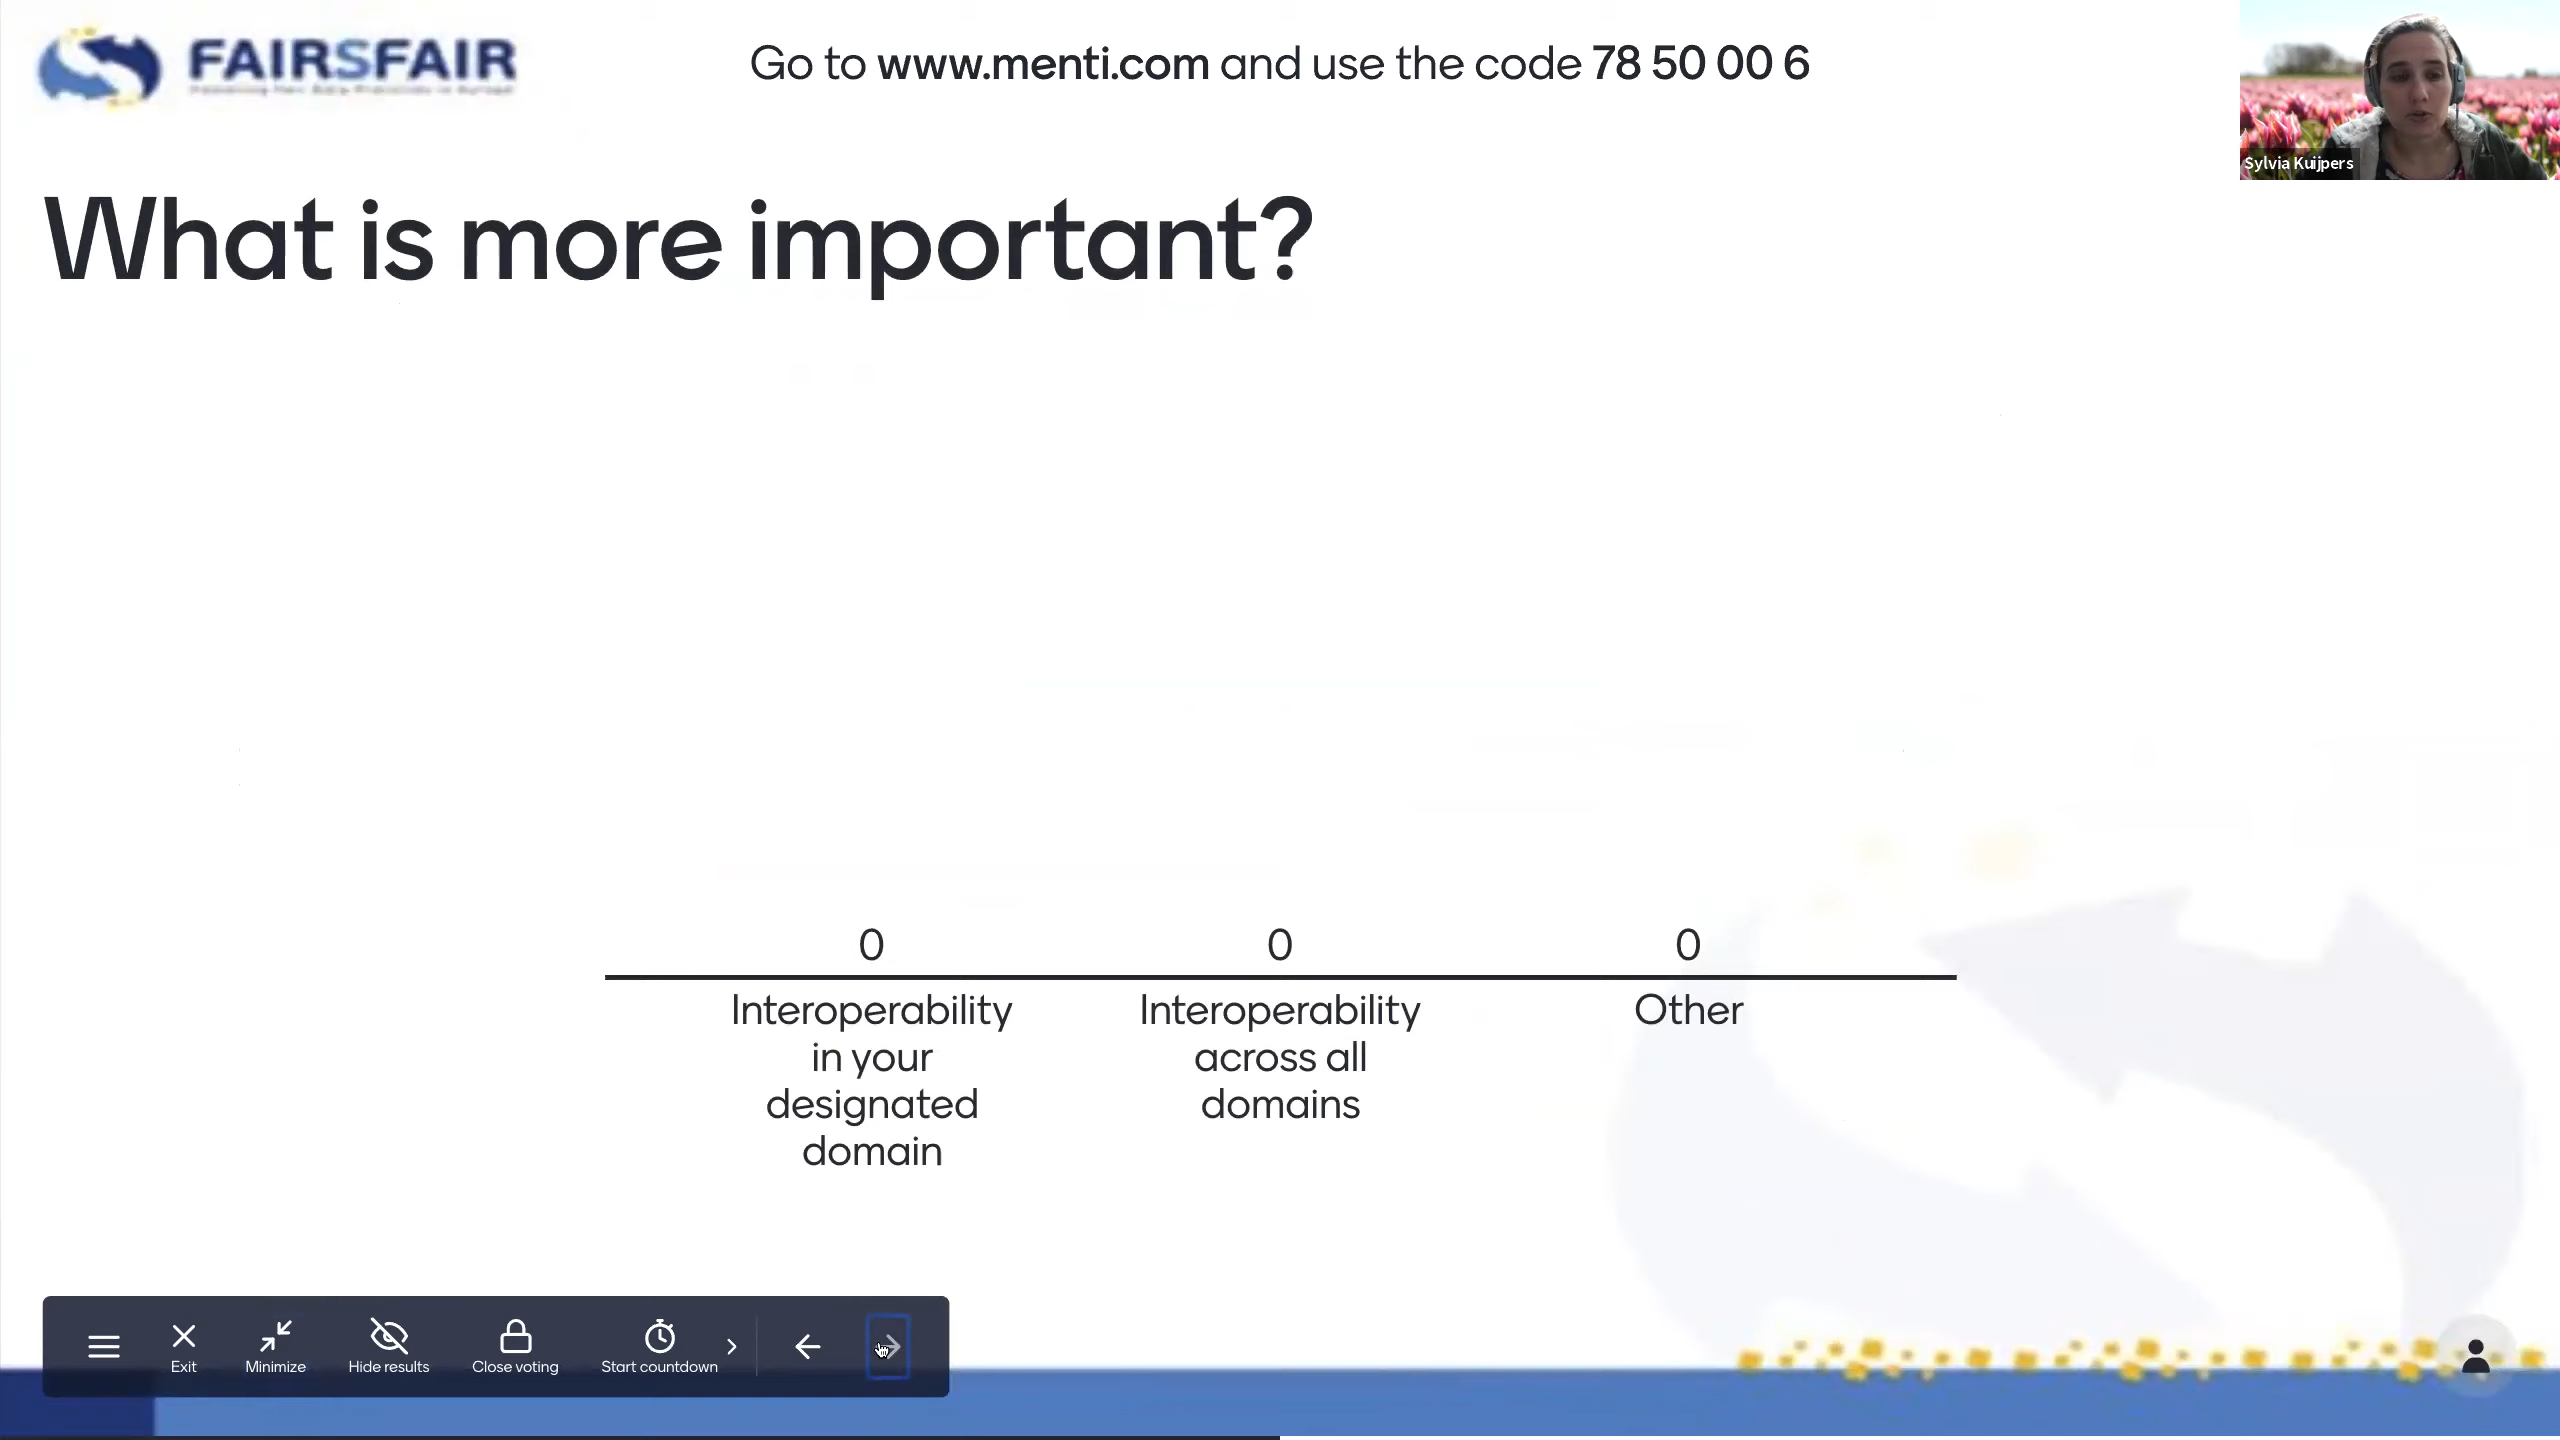 FAIRSFAIR
Go to www.menti.com and use the code 78 50 00 6
Sylvia Kuijpers
What is more important?
0
0
0
Interoperability
in your
designated
domain
Interoperability
across all
domains
Other
Exit
Minimize
Hide results
Close voting
Start countdown